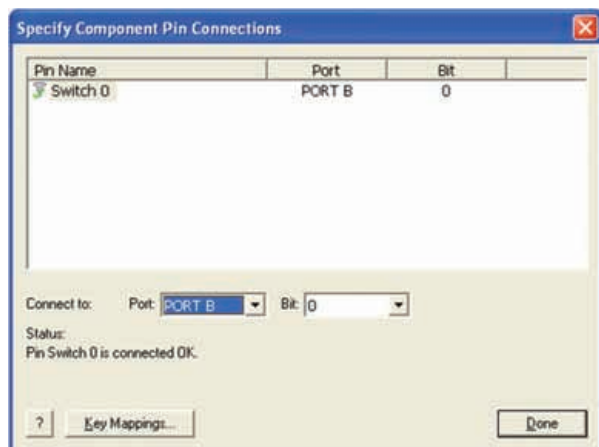 Specify Component Pin Connections
Pin Name Port Bit
Switch 0 PORT B 0
Connect to: Port: PORT B Bit: 0
Status:
Pin Switch 0 is connected OK.
? Key Mappings... Done